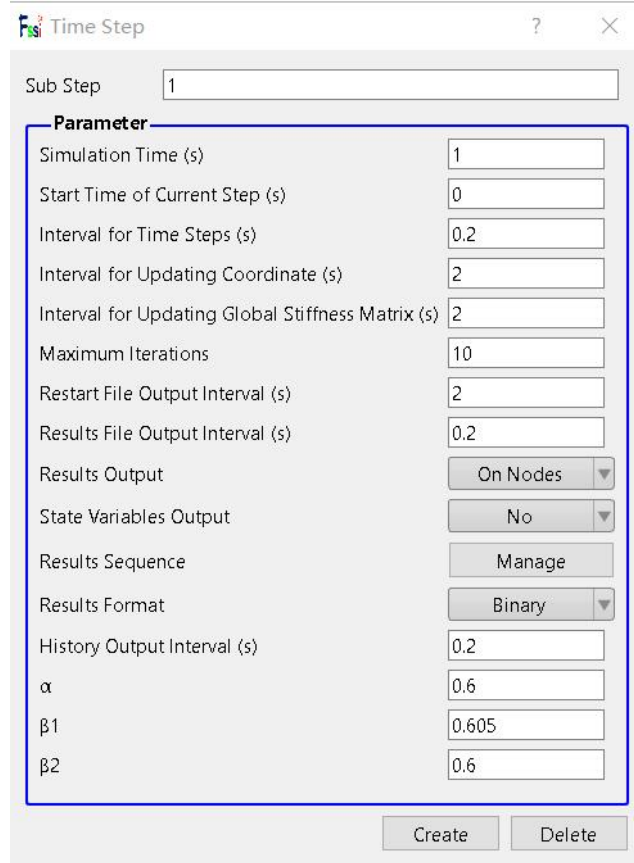 Fssi Time Step ?
Sub Step 1
Parameter
Simulation Time (s) 1
Start Time of Current Step (s) 0
Interval for Time Steps (s) 0.2
Interval for Updating Coordinate (s) 2
Interval for Updating Global Stiffness Matrix (s) 2
Maximum Iterations 10
Restart File Output Interval (s) 2
Results File Output Interval (s) 0.2
Results Output On Nodes
State Variables Output No
Results Sequence Manage
Results Format Binary
History Output Interval (s) 0.2
α 0.6
β1 0.605
β2 0.6
Create Delete